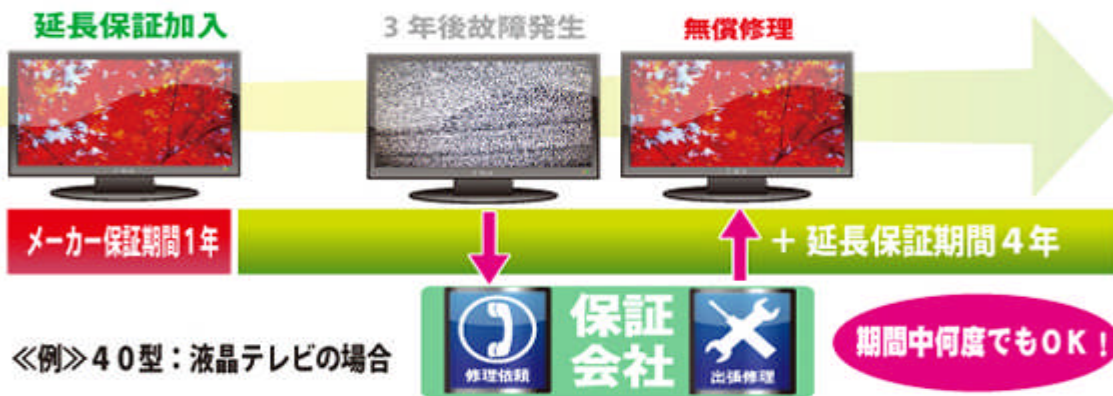 延長保証加入
3年後故障発生
無償修理
メーカー保証期間1年
+延長保証期間4年
修理依頼
保証
会社
出張修理
≪例≫40型:液晶テレビの場合
期間中何度でもOK!